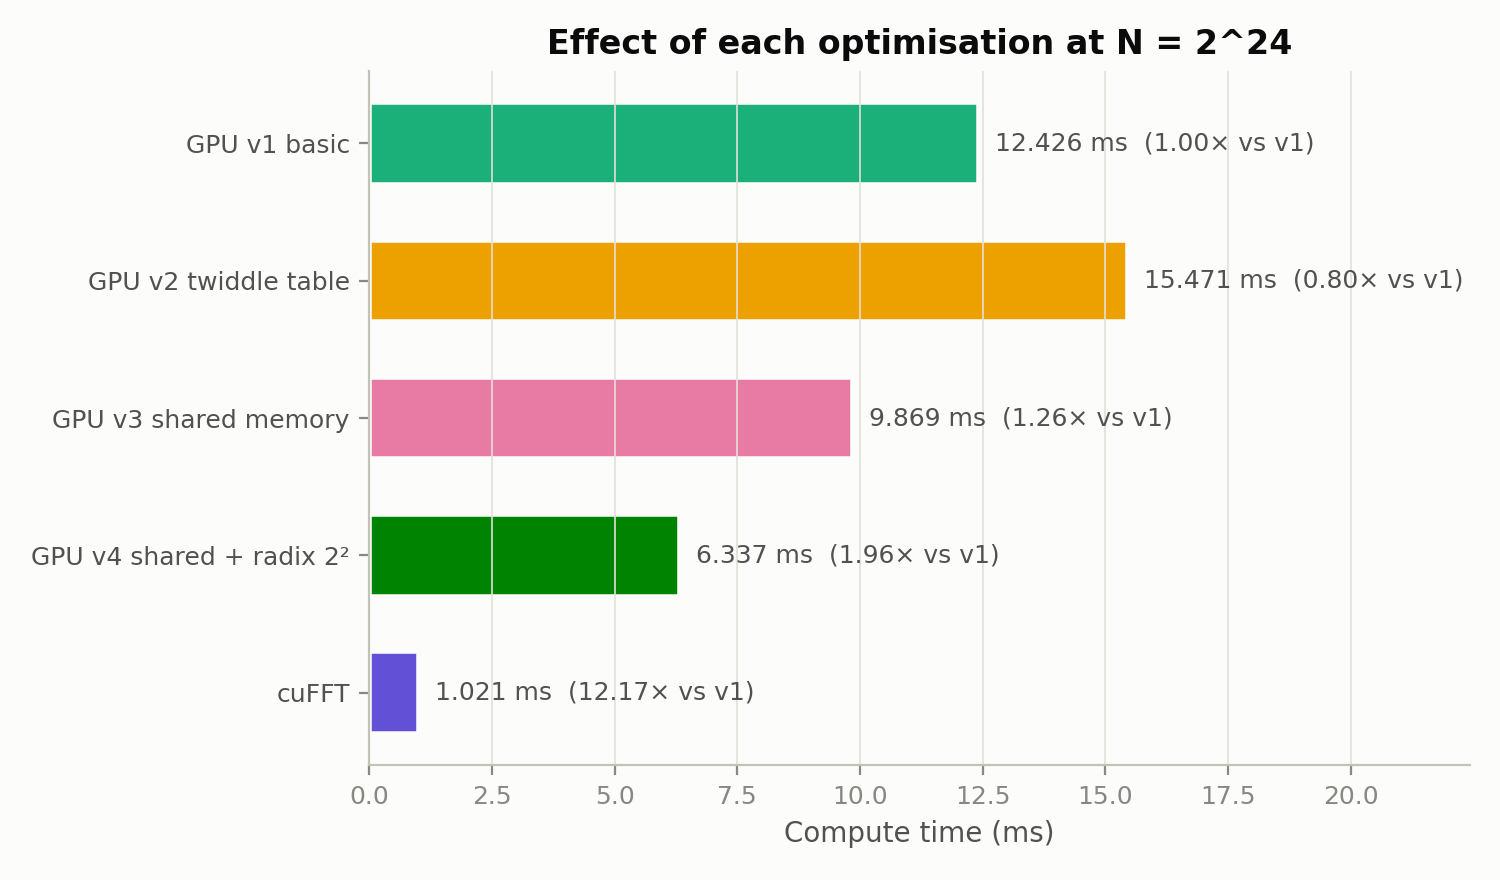 Effect of each optimisation at N = 2^24
GPU v1 basic
12.426 ms  (1.00× vs v1)
GPU v2 twiddle table
15.471 ms  (0.80× vs v1)
GPU v3 shared memory
9.869 ms  (1.26× vs v1)
GPU v4 shared + radix 2²
6.337 ms  (1.96× vs v1)
cuFFT
1.021 ms  (12.17× vs v1)
0.0 2.5 5.0 7.5 10.0 12.5 15.0 17.5 20.0
Compute time (ms)